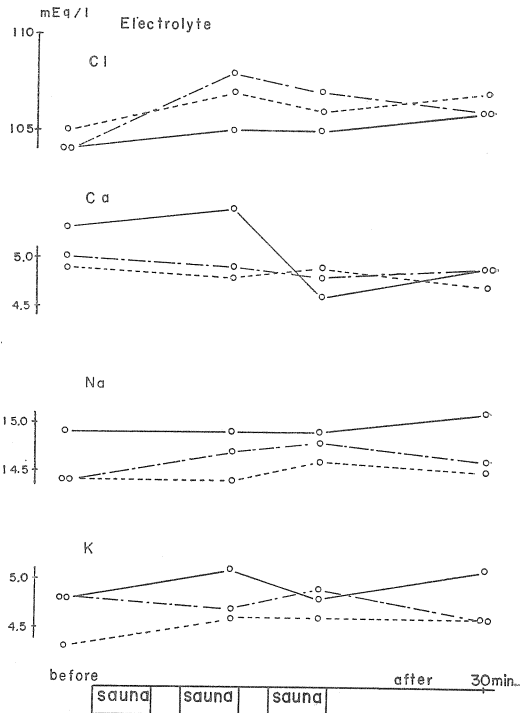 mEq/l
Electrolyte
110
Cl
105
Ca
5.0
4.5
Na
15.0
14.5
K
5.0
4.5
before
after
30min.
sauna
sauna
sauna